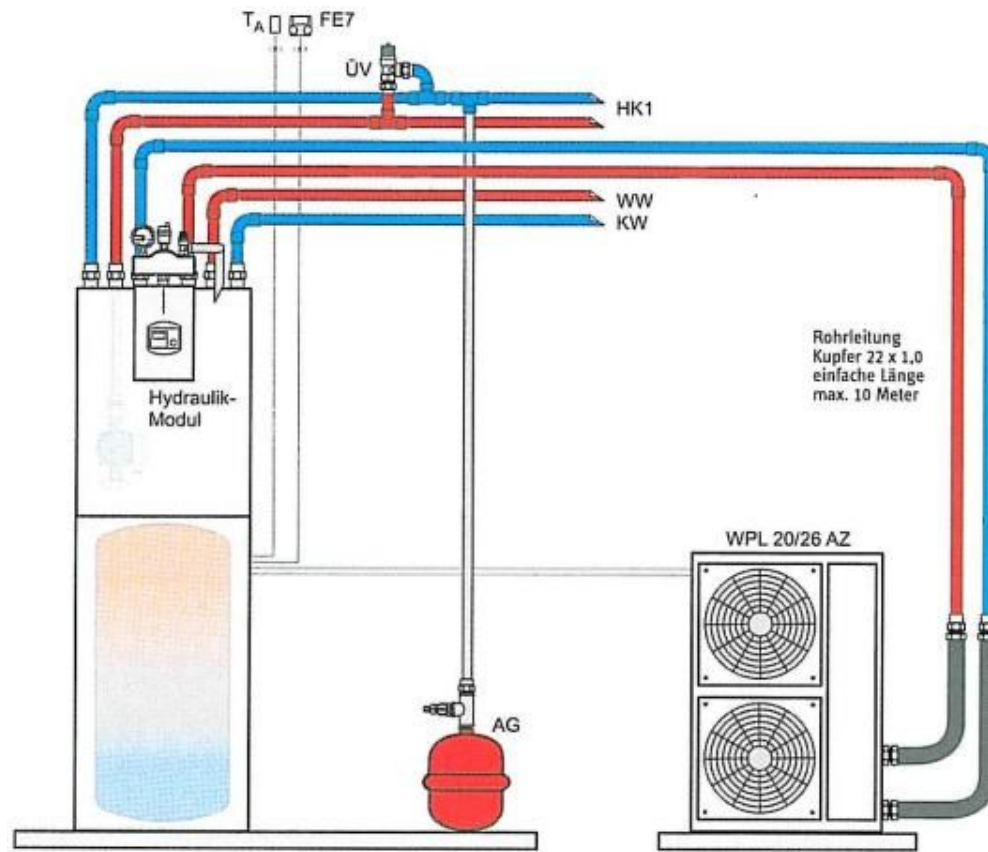 TA
FE7
ÜV
HK1
WW
KW
Rohrleitung
Kupfer 22 x 1,0
einfache Länge
max. 10 Meter
Hydraulik-
Modul
WPL 20/26 AZ
AG